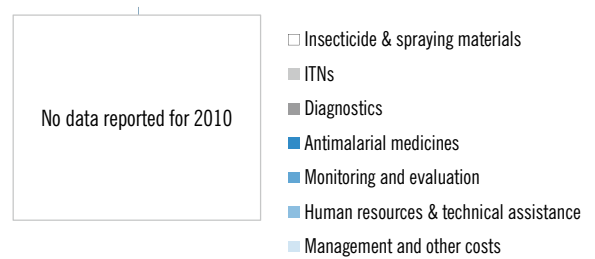 No data reported for 2010
Insecticide & spraying materials
ITNs
Diagnostics
Antimalarial medicines
Monitoring and evaluation
Human resources & technical assistance
Management and other costs